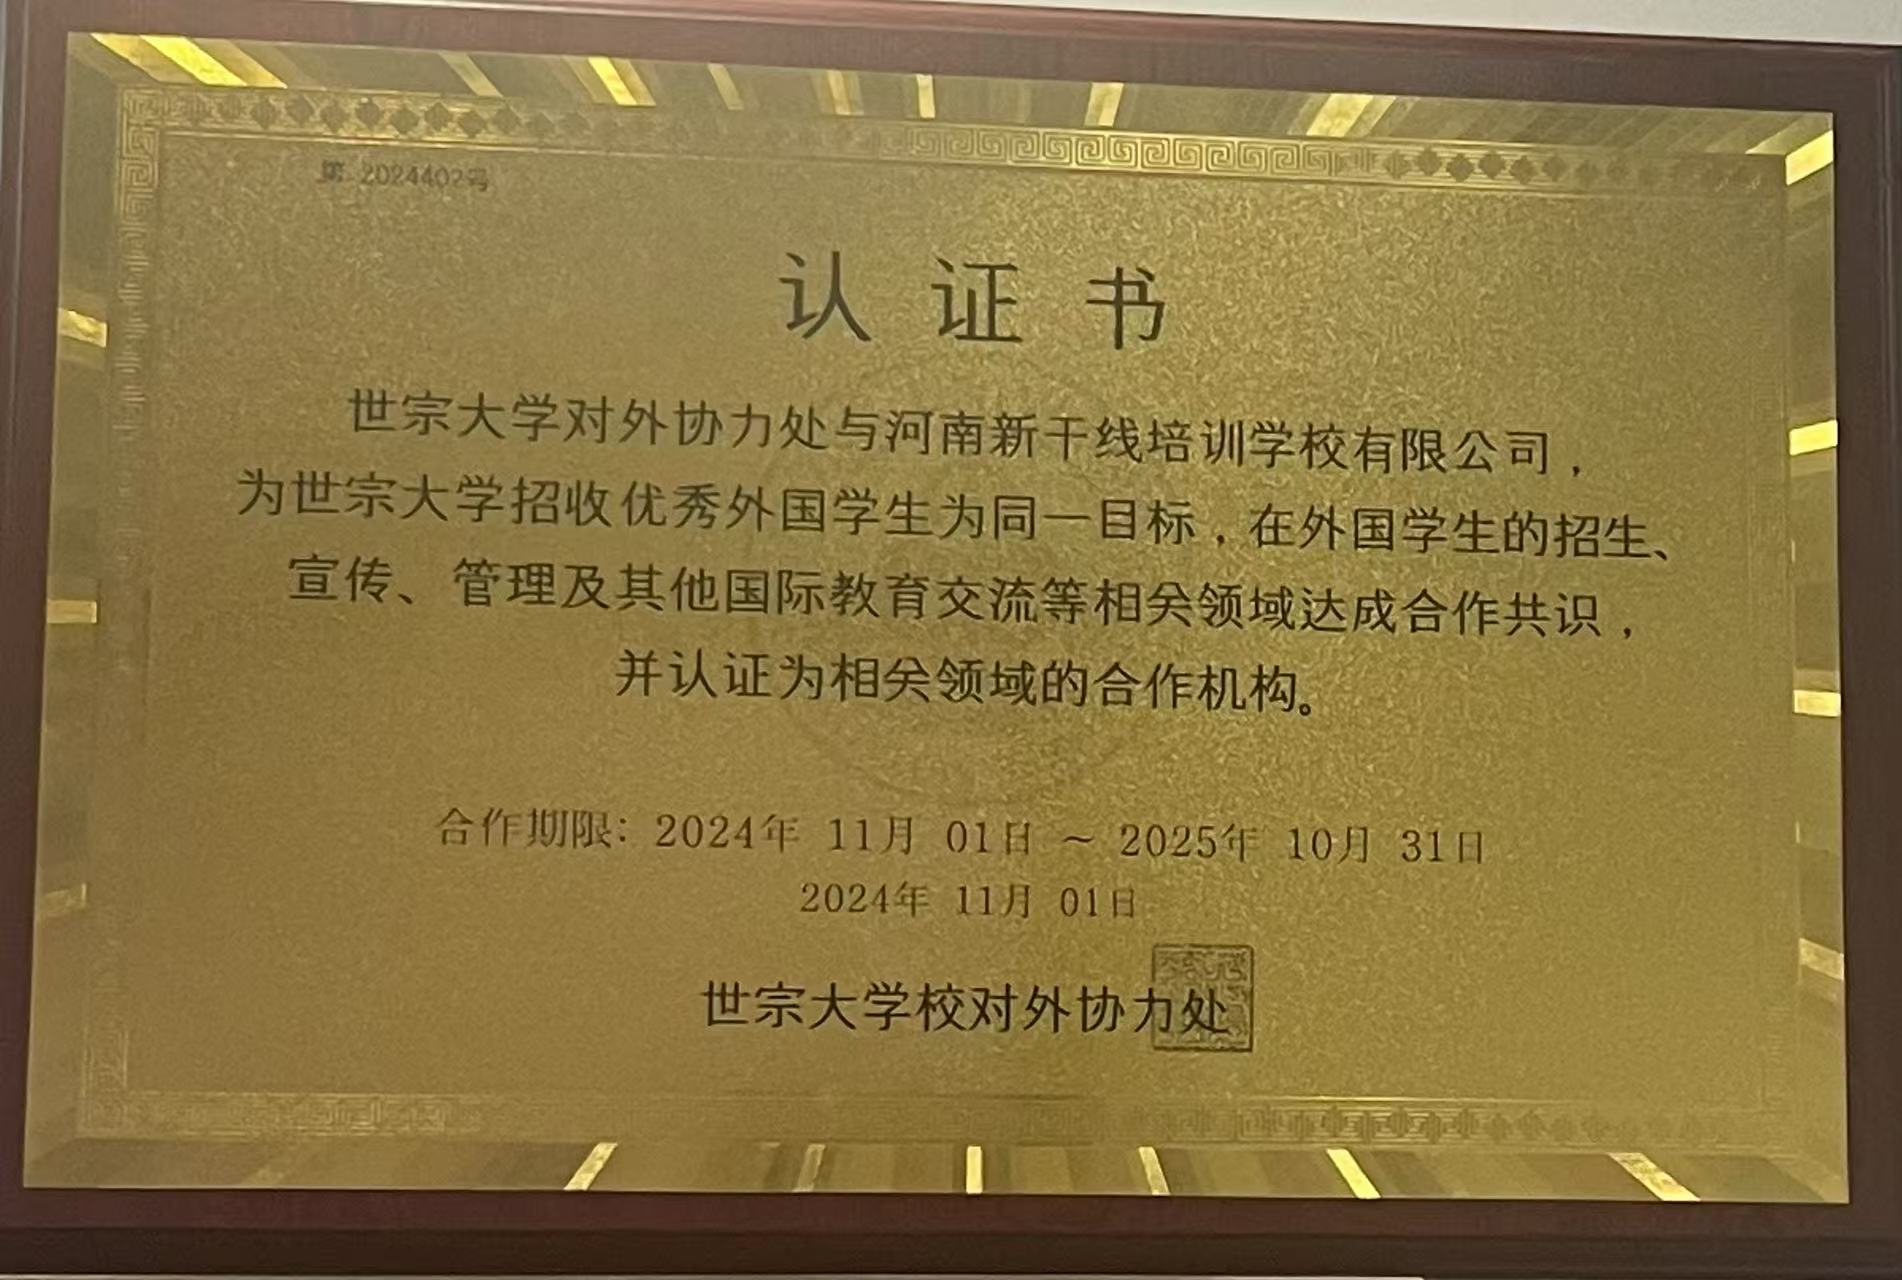 第 2024402号
认 证 书
世宗大学对外协力处与河南新干线培训学校有限公司，
为世宗大学招收优秀外国学生为同一目标，在外国学生的招生、
宣传、管理及其他国际教育交流等相关领域达成合作共识，
并认证为相关领域的合作机构。
合作期限：2024年 11月 01日 ~ 2025年 10月 31日
2024年 11月 01日
世宗大学校对外协力处